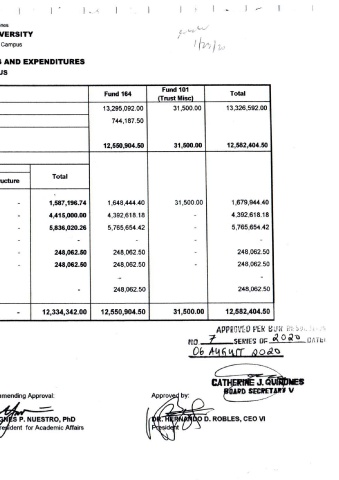 VERSITY
Campus
S AND EXPENDITURES
US
1/29/20
Fund 164 Fund 101 (Trust Misc) Total
13,295,092.00 31,500.00 13,326,592.00
744,187.50
12,550,904.50 31,500.00 12,582,404.50
ucture Total
-
- 1,587,196.74 1,648,444.40 31,500.00 1,679,944.40
- 4,415,000.00 4,392,618.18 - 4,392,618.18
- 5,836,020.26 5,765,654.42 - 5,765,654.42
- - - - -
- 248,062.50 248,062.50 - 248,062.50
- 248,062.50 248,062.50 - 248,062.50
- -
- 248,062.50 - 248,062.50
- 12,334,342.00 12,550,904.50 31,500.00 12,582,404.50
APPROVED PER BOR
NO. 7 SERIES OF 2020 DATED
06 AUGUST 2020
CATHERINE J. QUIRONES
BOARD SECRETARY V
mending Approval:
Approved by:
GNES P. NUESTRO, PhD
resident for Academic Affairs
DR. HERNANDO D. ROBLES, CEO VI
President